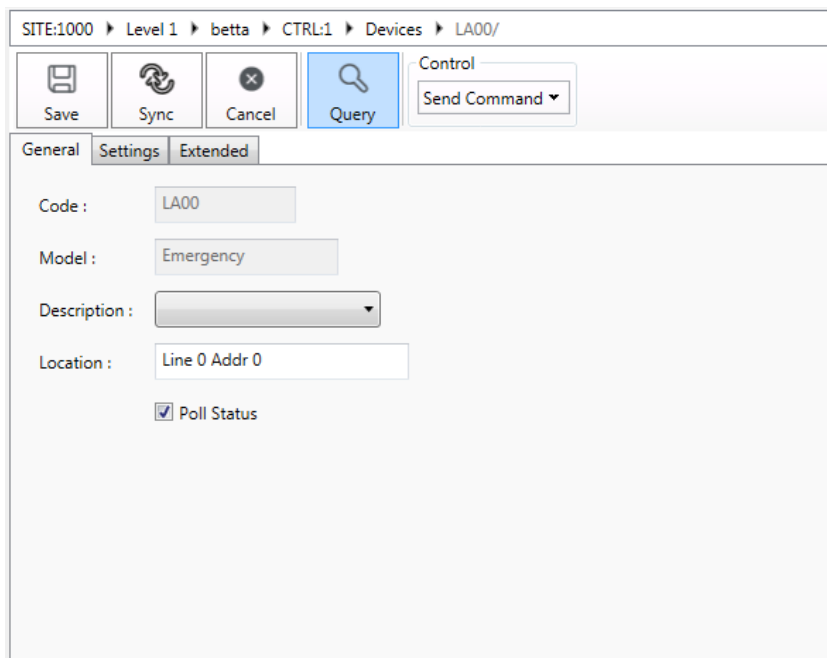 SITE:1000 Level 1 betta CTRL:1 Devices LA00/
Control
Save Sync Cancel Query Send Command
General Settings Extended
Code : LA00
Model : Emergency
Description :
Location : Line 0 Addr 0
Poll Status